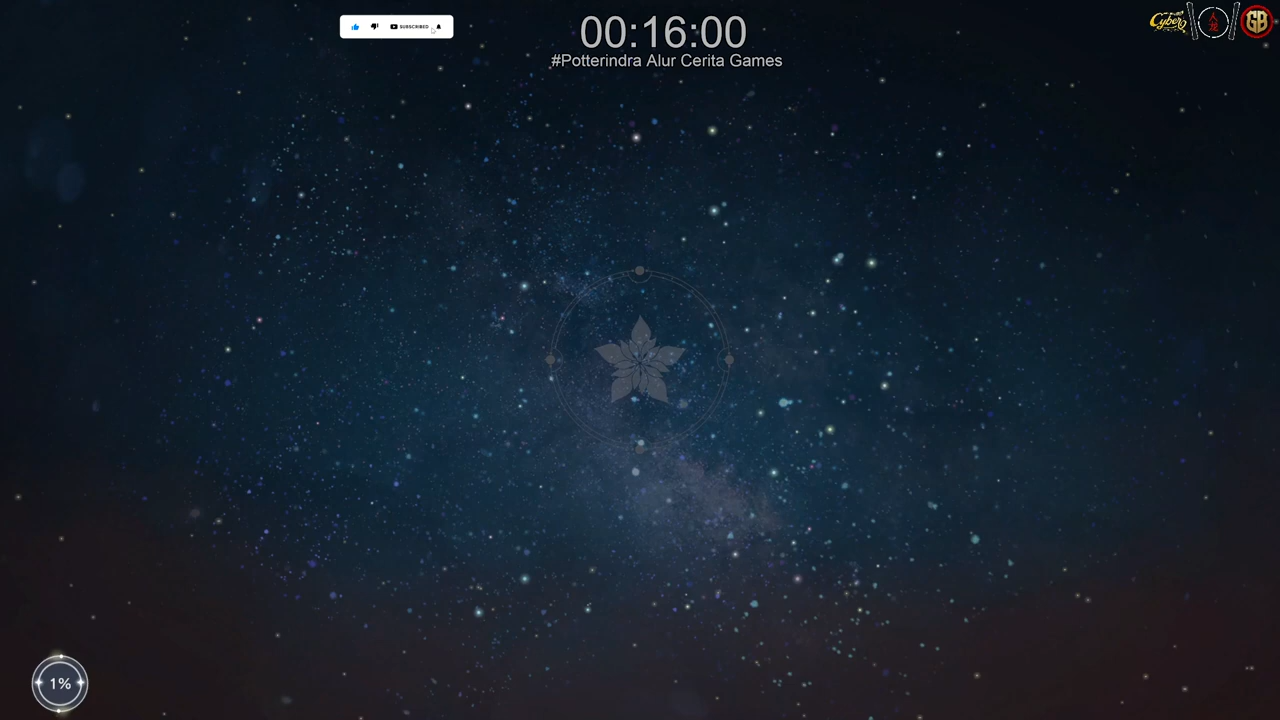 SUBSCRIBED
00:16:00
#Potterindra Alur Cerita Games
Cyber
GB
1%